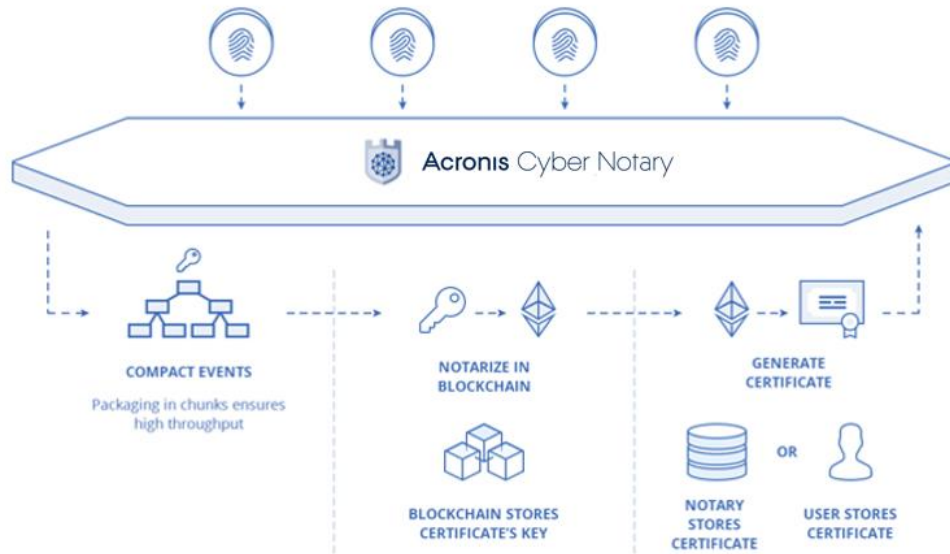 Acronis Cyber Notary
COMPACT EVENTS
Packaging in chunks ensures
high throughput
NOTARIZE IN
BLOCKCHAIN
BLOCKCHAIN STORES
CERTIFICATE'S KEY
GENERATE
CERTIFICATE
NOTARY
STORES
CERTIFICATE
OR
USER STORES
CERTIFICATE